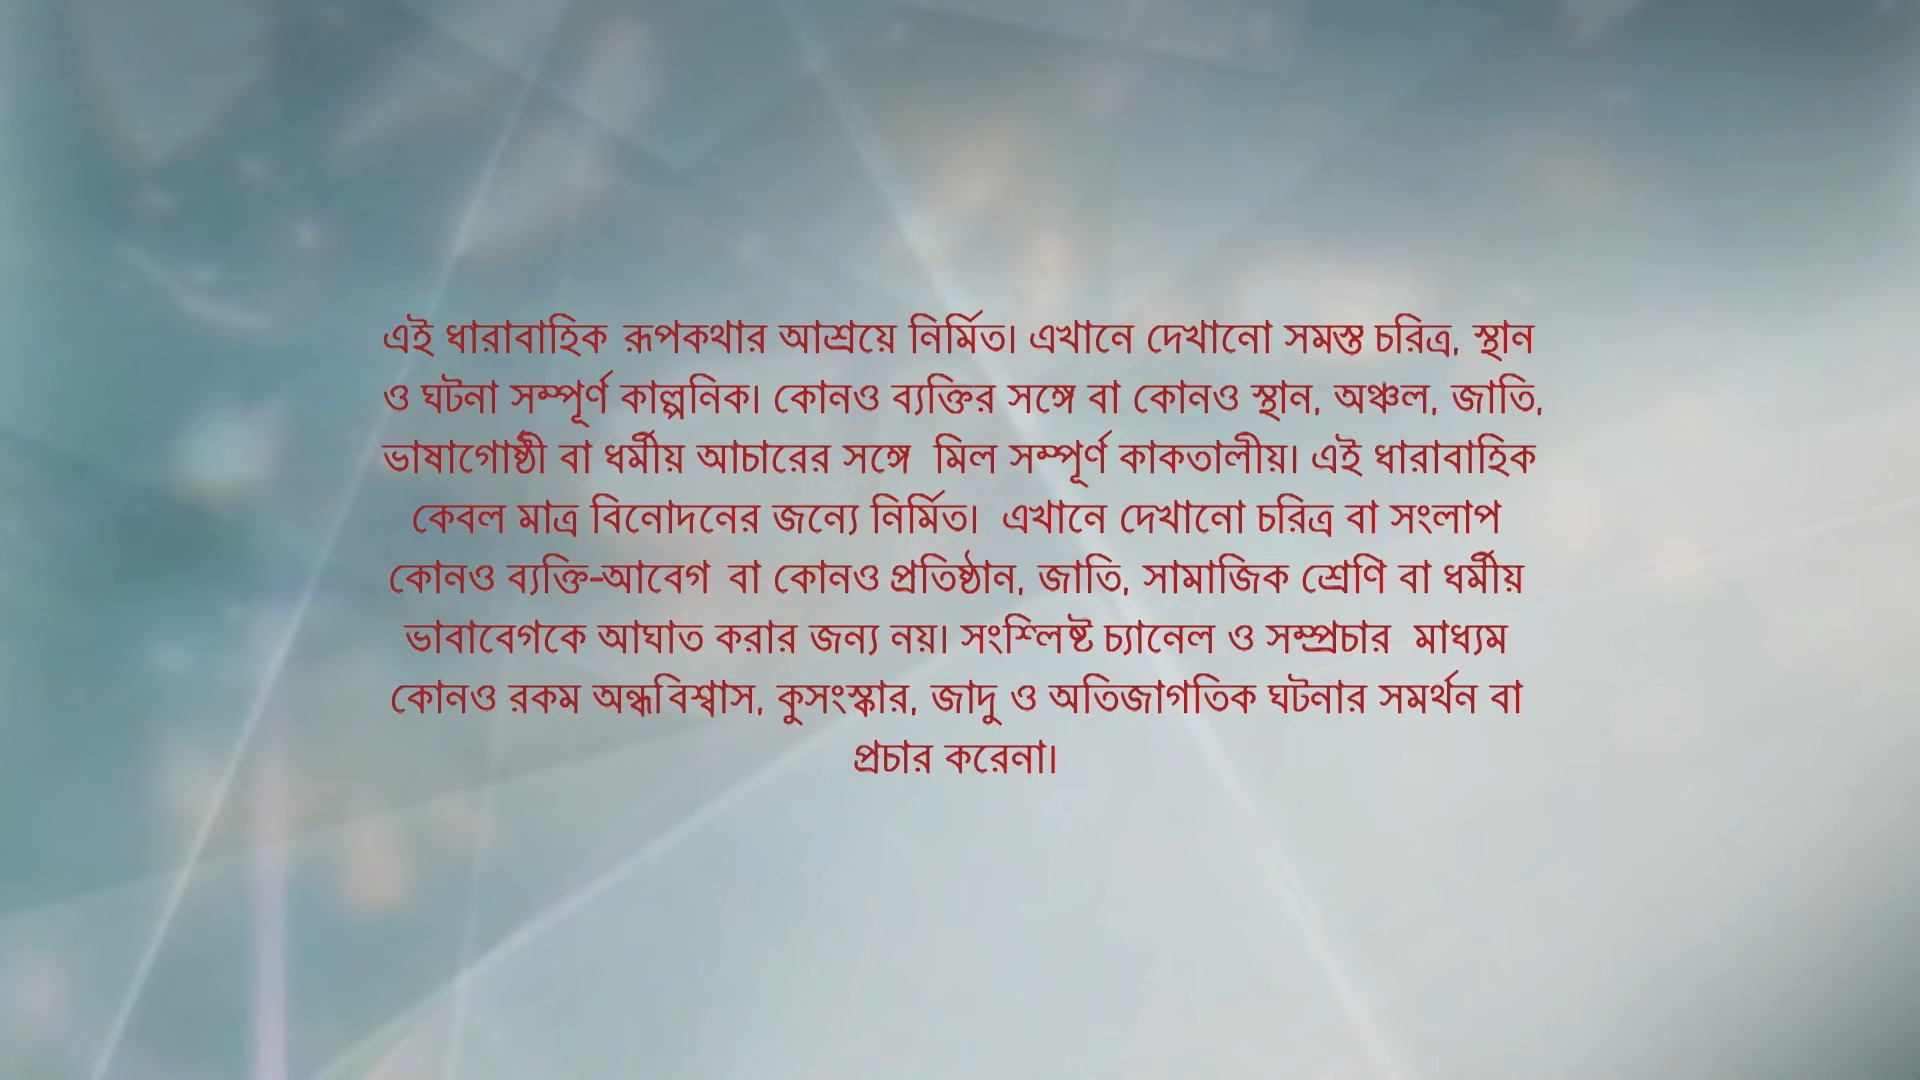 এই ধারাবাহিক রূপকথার আশ্রয়ে নির্মিত। এখানে দেখানো সমস্ত চরিত্র, স্থান
ও ঘটনা সম্পূর্ণ কাল্পনিক। কোনও ব্যক্তির সঙ্গে বা কোনও স্থান, অঞ্চল, জাতি,
ভাষাগোষ্ঠী বা ধর্মীয় আচারের সঙ্গে মিল সম্পূর্ণ কাকতালীয়। এই ধারাবাহিক
কেবল মাত্র বিনোদনের জন্যে নির্মিত। এখানে দেখানো চরিত্র বা সংলাপ
কোনও ব্যক্তি-আবেগ বা কোনও প্রতিষ্ঠান, জাতি, সামাজিক শ্রেণি বা ধর্মীয়
ভাবাবেগকে আঘাত করার জন্য নয়। সংশ্লিষ্ট চ্যানেল ও সম্প্রচার মাধ্যম
কোনও রকম অন্ধবিশ্বাস, কুসংস্কার, জাদু ও অতিজাগতিক ঘটনার সমর্থন বা
প্রচার করেনা।